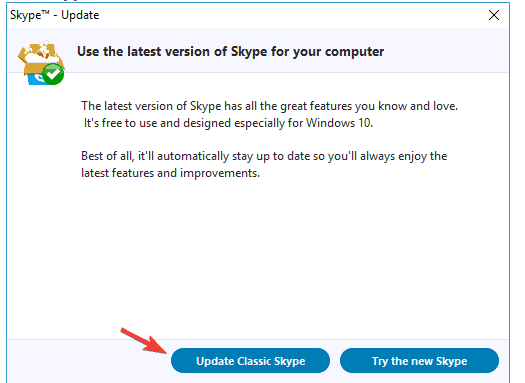 Skype™ - Update
Use the latest version of Skype for your computer
The latest version of Skype has all the great features you know and love.
It's free to use and designed especially for Windows 10.
Best of all, it'll automatically stay up to date so you'll always enjoy the
latest features and improvements.
Update Classic Skype
Try the new Skype